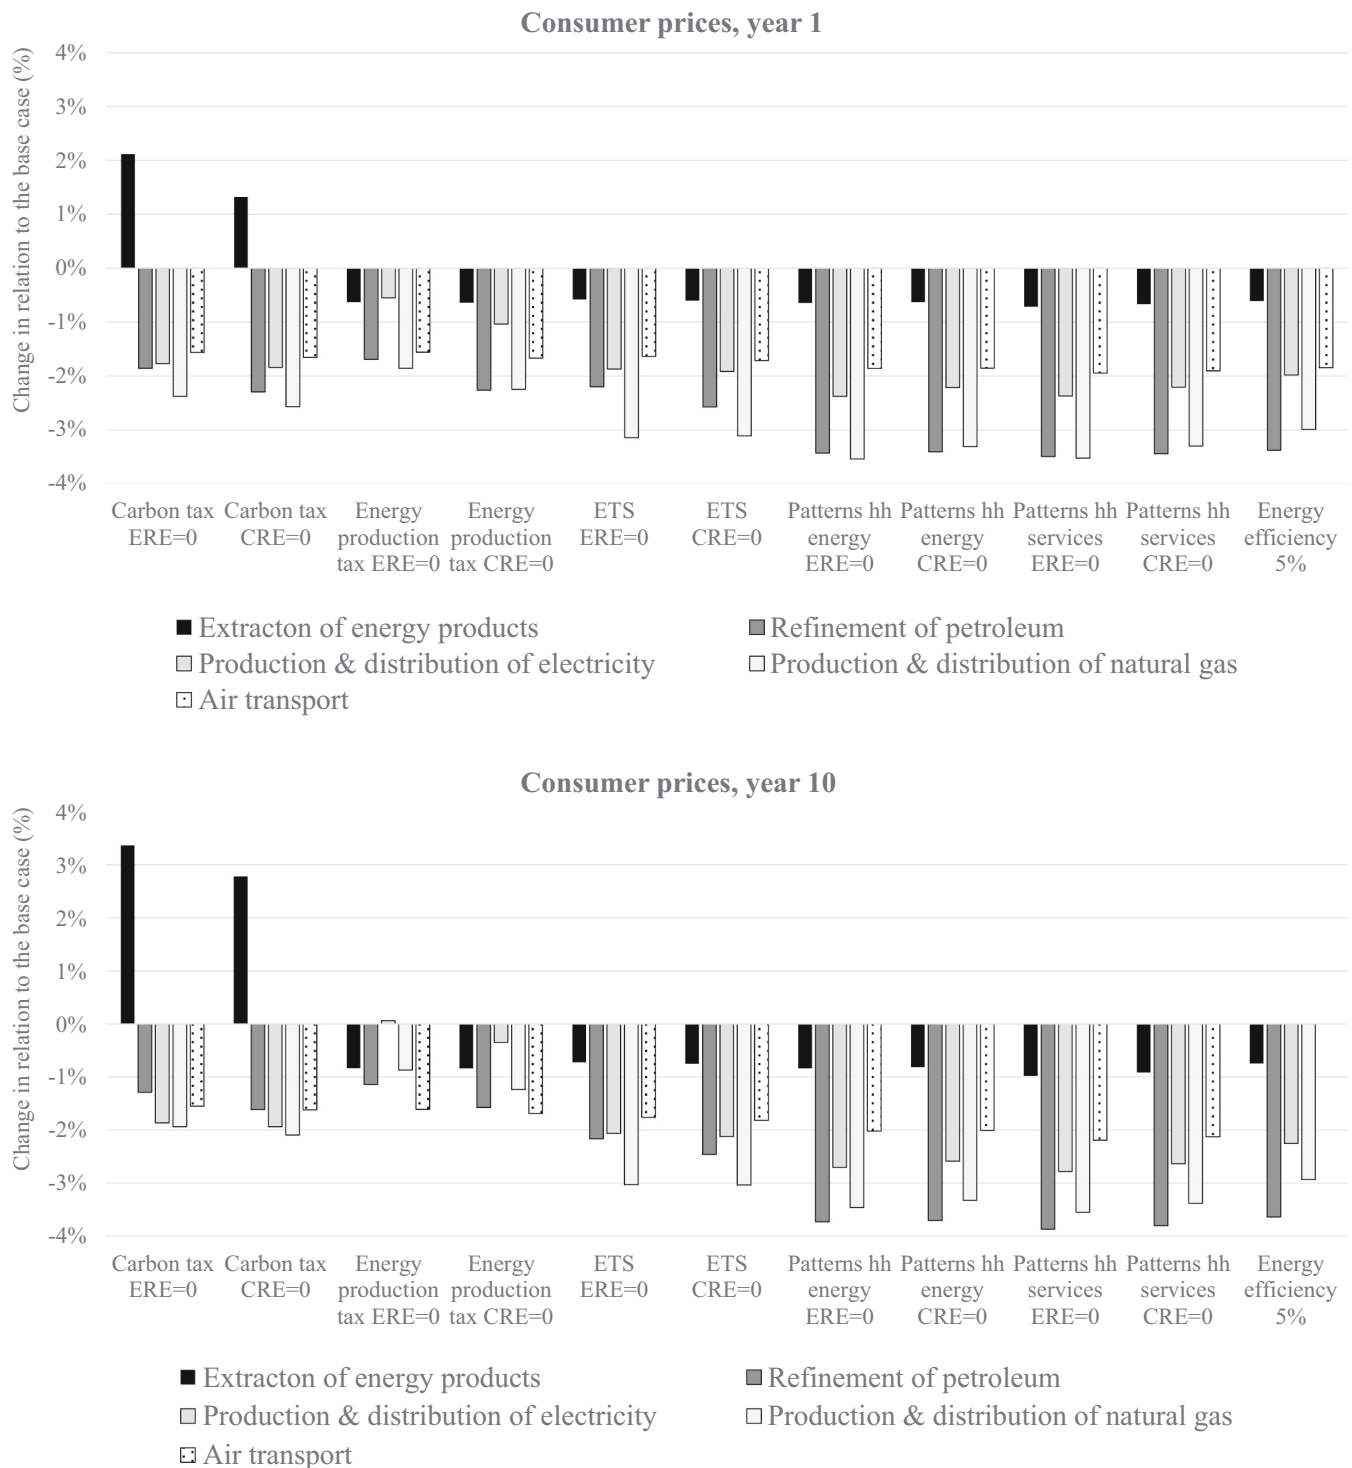 Consumer prices, year 1
Change in relation to the base case (%)
4%
3%
2%
1%
0%
-1%
-2%
-3%
-4%
Carbon tax ERE=0
Carbon tax CRE=0
Energy production tax ERE=0
Energy production tax CRE=0
ETS ERE=0
ETS CRE=0
Patterns hh energy ERE=0
Patterns hh energy CRE=0
Patterns hh services ERE=0
Patterns hh services CRE=0
Energy efficiency 5%
Extracton of energy products
Refinement of petroleum
Production & distribution of electricity
Production & distribution of natural gas
Air transport
Consumer prices, year 10
Change in relation to the base case (%)
4%
3%
2%
1%
0%
-1%
-2%
-3%
-4%
Carbon tax ERE=0
Carbon tax CRE=0
Energy production tax ERE=0
Energy production tax CRE=0
ETS ERE=0
ETS CRE=0
Patterns hh energy ERE=0
Patterns hh energy CRE=0
Patterns hh services ERE=0
Patterns hh services CRE=0
Energy efficiency 5%
Extracton of energy products
Refinement of petroleum
Production & distribution of electricity
Production & distribution of natural gas
Air transport